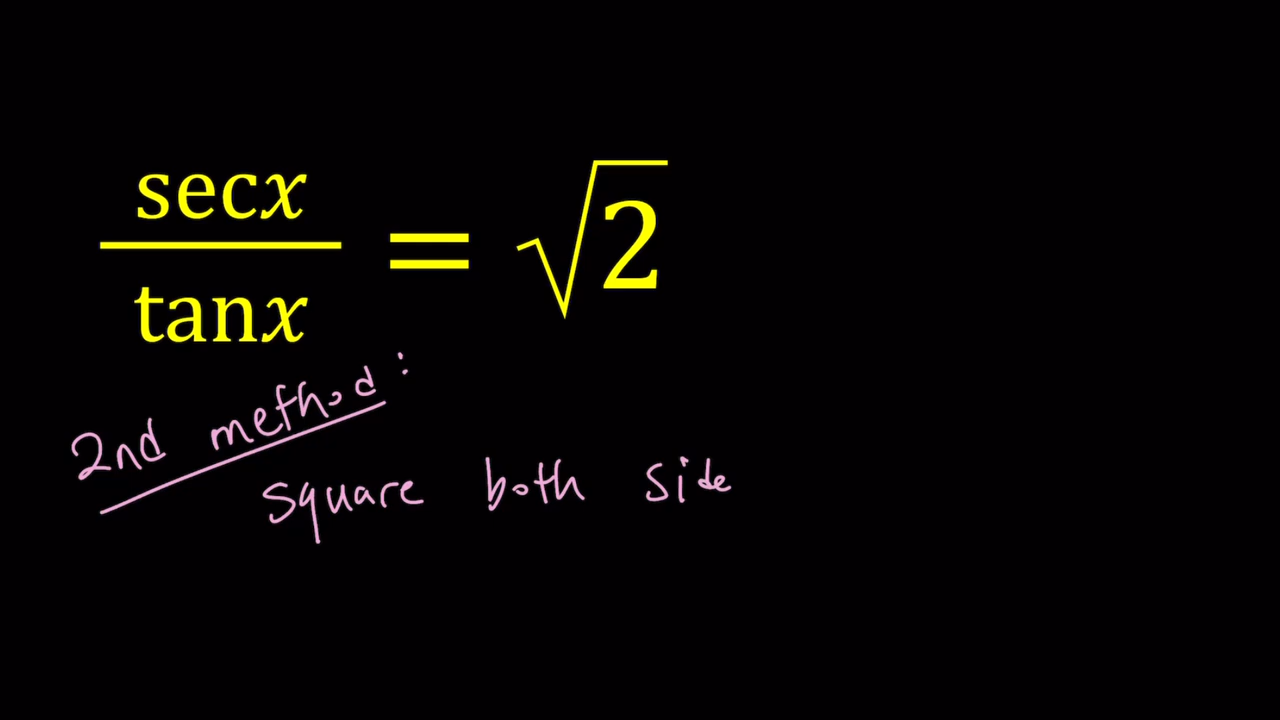 secx
tanx
= √2
2nd method:
square both side